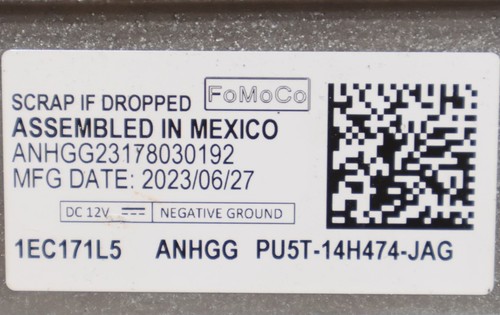 SCRAP IF DROPPED FoMoCo
ASSEMBLED IN MEXICO
ANHGG23178030192
MFG DATE: 2023/06/27
DC 12V NEGATIVE GROUND
1EC171L5 ANHGG PU5T-14H474-JAG